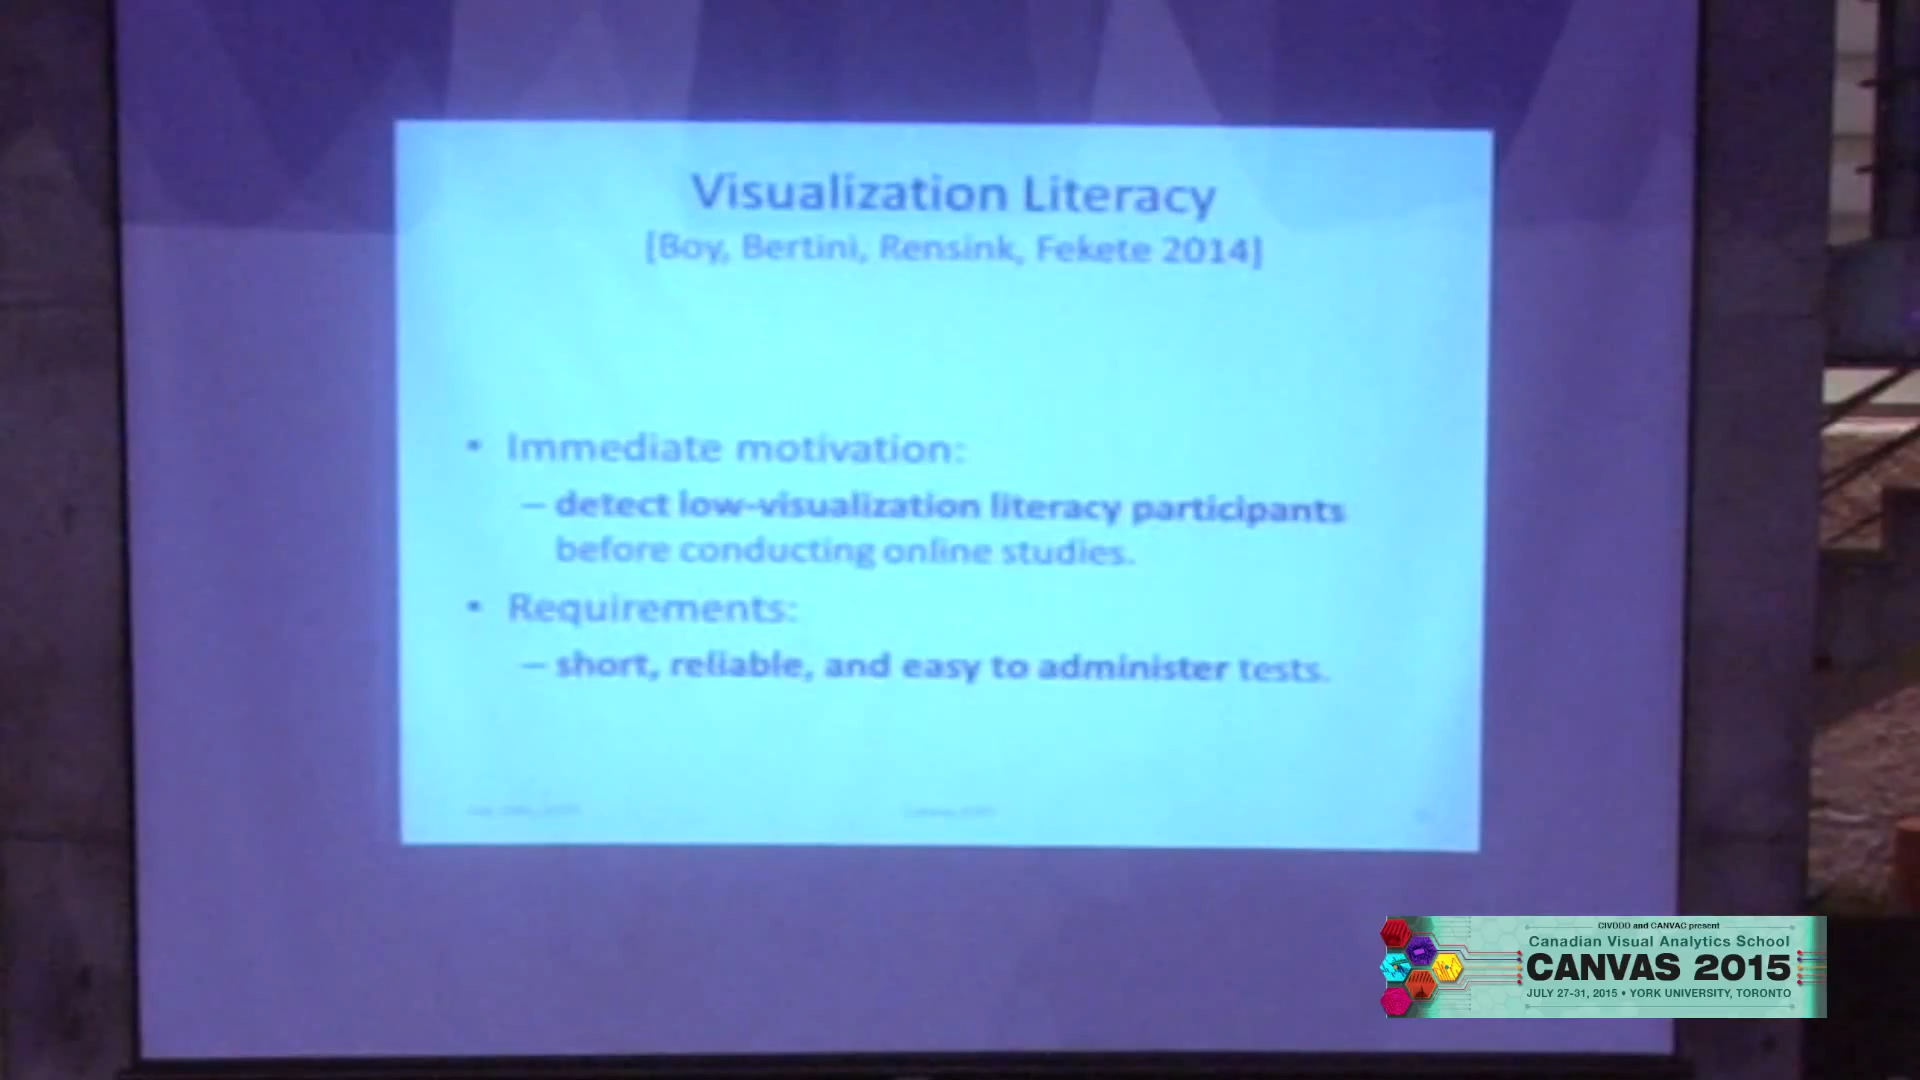 Visualization Literacy
[Boy, Bertini, Rensink, Fekete 2014]
• Immediate motivation:
– detect low-visualization literacy participants
before conducting online studies.
• Requirements:
– short, reliable, and easy to administer tests.
CIVDDD and CANVAC present
Canadian Visual Analytics School
CANVAS 2015
JULY 27-31, 2015 • YORK UNIVERSITY, TORONTO